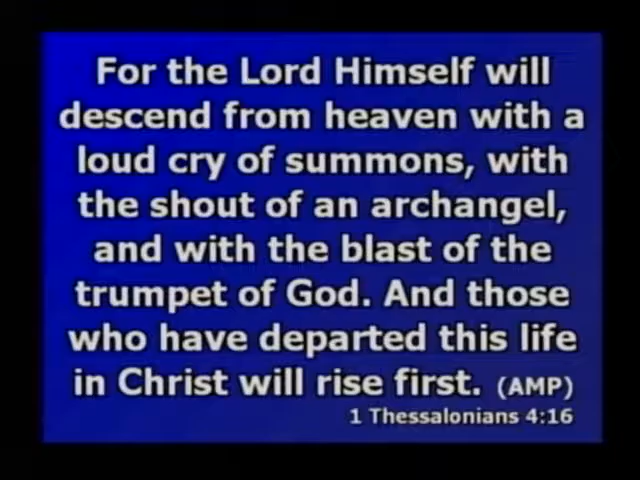 For the Lord Himself will
descend from heaven with a
loud cry of summons, with
the shout of an archangel,
and with the blast of the
trumpet of God. And those
who have departed this life
in Christ will rise first. (AMP)
1 Thessalonians 4:16